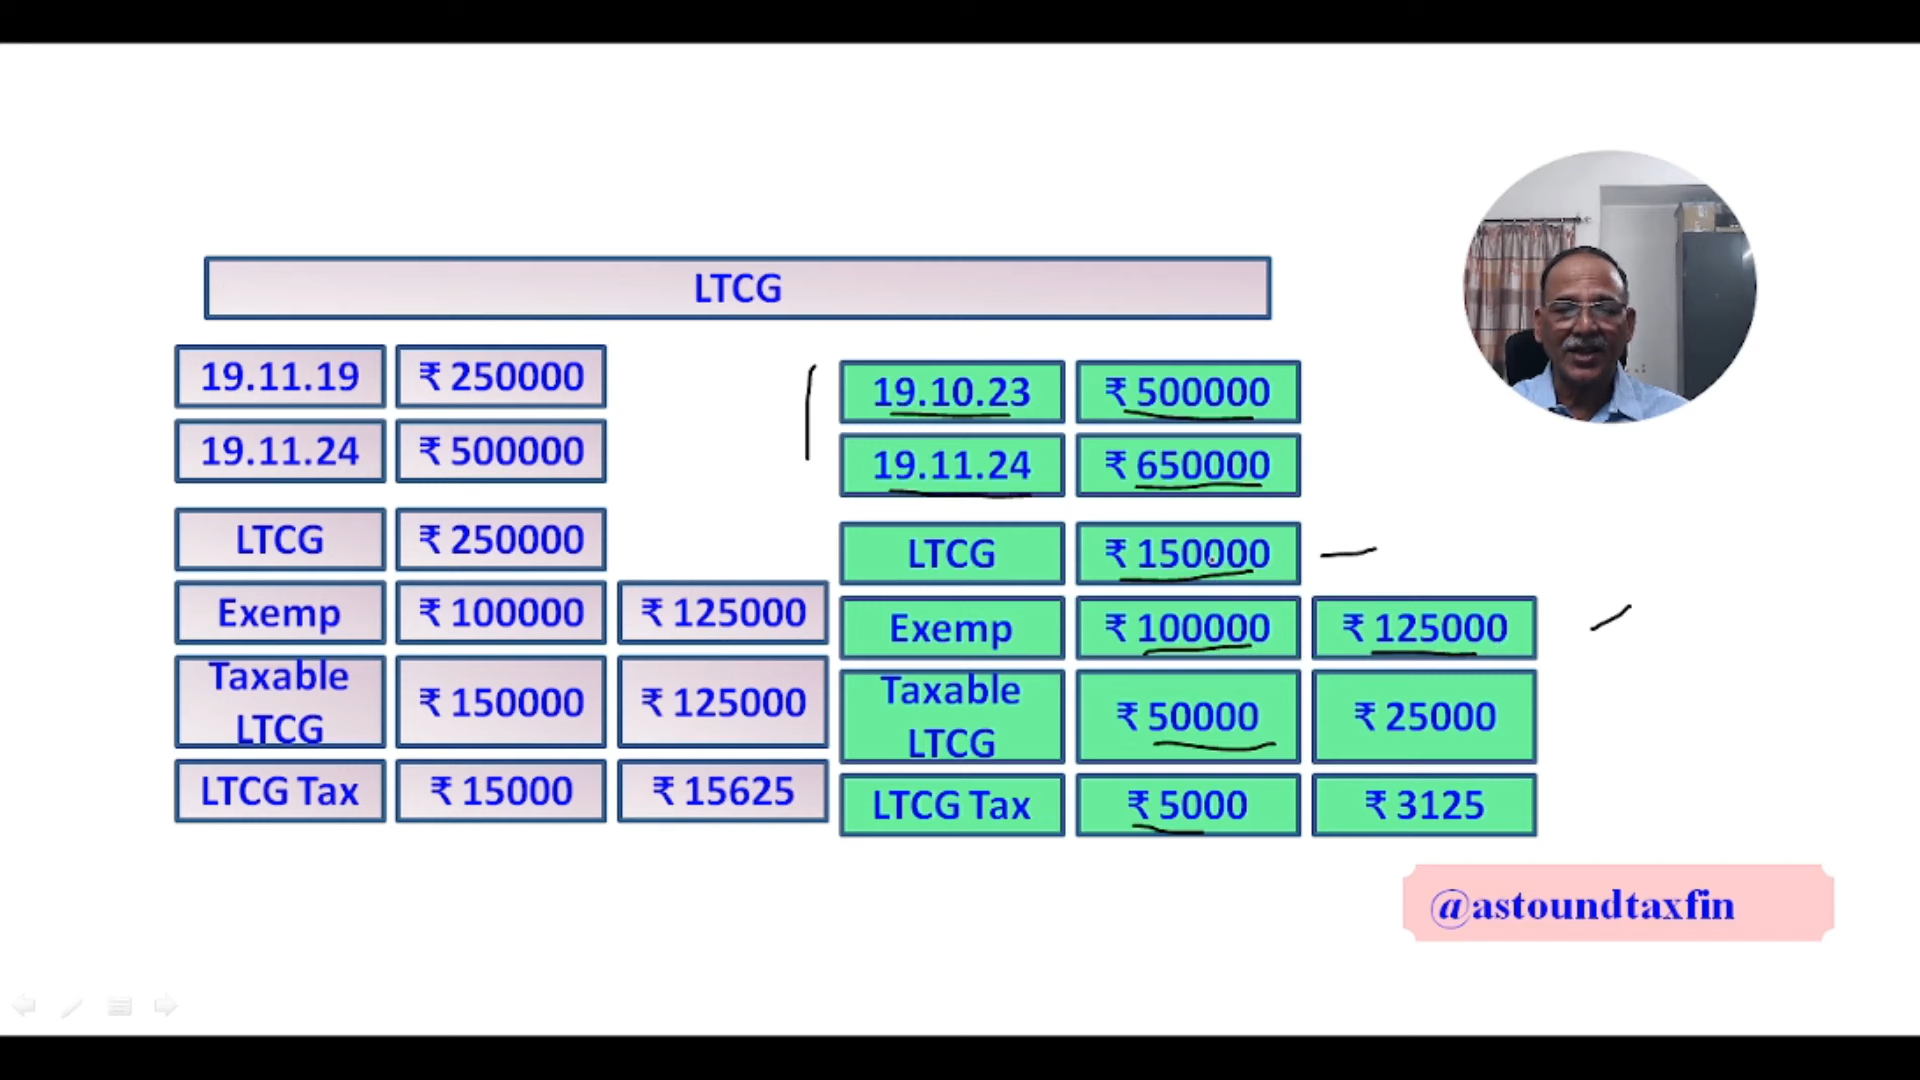 LTCG
19.11.19 ₹ 250000
19.11.24 ₹ 500000
LTCG ₹ 250000
Exemp ₹ 100000 ₹ 125000
Taxable
LTCG ₹ 150000 ₹ 125000
LTCG Tax ₹ 15000 ₹ 15625
19.10.23 ₹ 500000
19.11.24 ₹ 650000
LTCG ₹ 150000
Exemp ₹ 100000 ₹ 125000
Taxable
LTCG ₹ 50000 ₹ 25000
LTCG Tax ₹ 5000 ₹ 3125
@astoundtaxfin